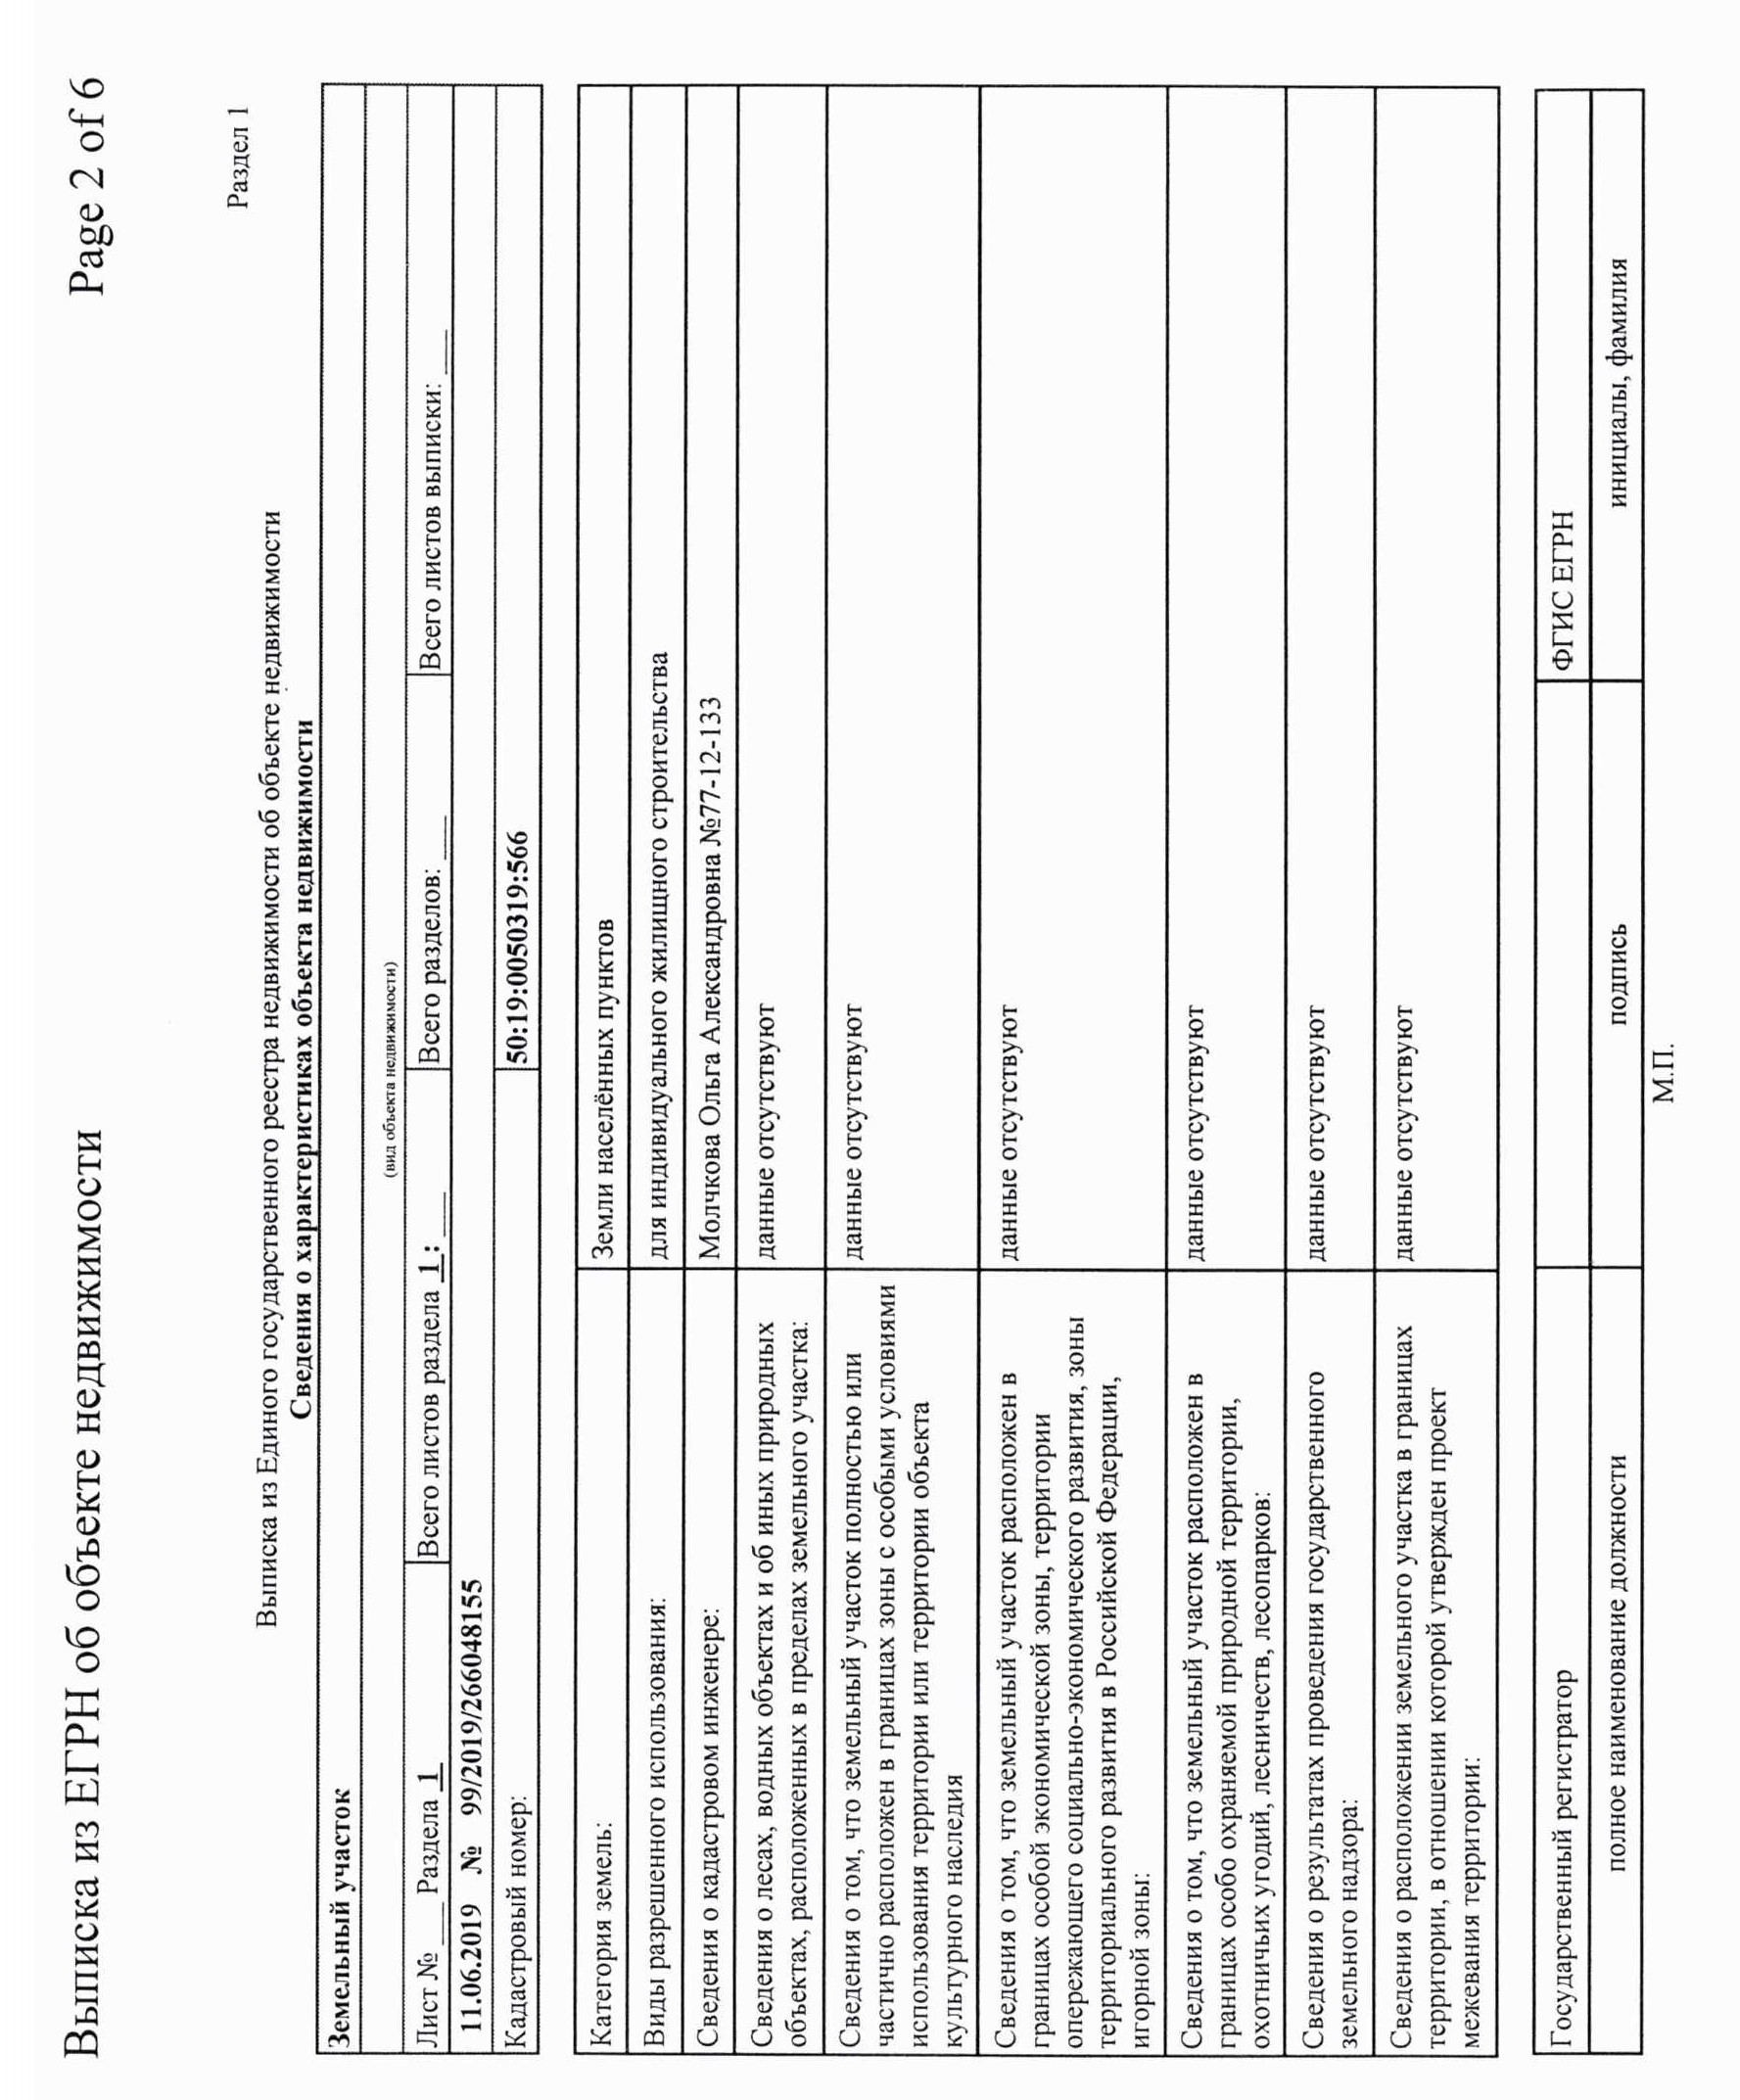 Выписка из ЕГРН об объекте недвижимости Page 2 of 6
Раздел 1
Выписка из Единого государственного реестра недвижимости об объекте недвижимости
Сведения о характеристиках объекта недвижимости
Земельный участок
(вид объекта недвижимости)
Лист № ___ Раздела 1 Всего листов раздела 1 : ___ Всего разделов: ___ Всего листов выписки: ___
11.06.2019 № 99/2019/266048155
Кадастровый номер: 50:19:0050319:566
Категория земель: Земли населённых пунктов
Виды разрешенного использования: для индивидуального жилищного строительства
Сведения о кадастровом инженере: Молчкова Ольга Александровна №77-12-133
Сведения о лесах, водных объектах и об иных природных
объектах, расположенных в пределах земельного участка:
данные отсутствуют
Сведения о том, что земельный участок полностью или
частично расположен в границах зоны с особыми условиями
использования территории или территории объекта
культурного наследия
данные отсутствуют
Сведения о том, что земельный участок расположен в
границах особой экономической зоны, территории
опережающего социально-экономического развития, зоны
территориального развития в Российской Федерации,
игорной зоны:
данные отсутствуют
Сведения о том, что земельный участок расположен в
границах особо охраняемой природной территории,
охотничьих угодий, лесничеств, лесопарков:
данные отсутствуют
Сведения о результатах проведения государственного
земельного надзора:
данные отсутствуют
Сведения о расположении земельного участка в границах
территории, в отношении которой утвержден проект
межевания территории:
данные отсутствуют
Государственный регистратор ФГИС ЕГРН
полное наименование должности подпись инициалы, фамилия
М.П.